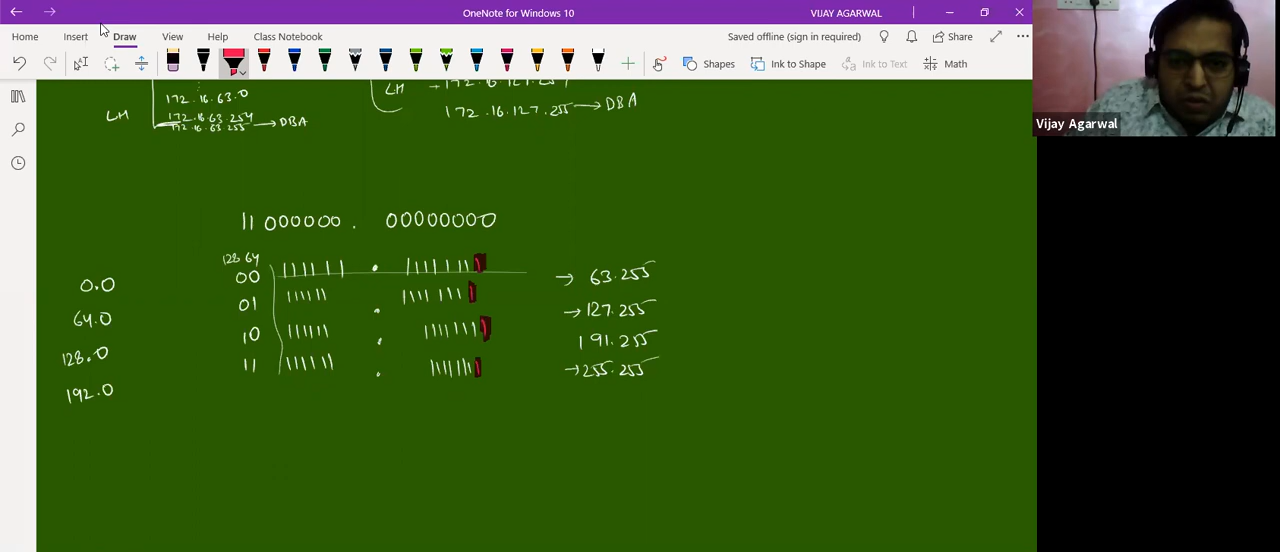 OneNote for Windows 10
VIJAY AGARWAL
Home Insert Draw View Help Class Notebook
Saved offline (sign in required) Share
Shapes Ink to Shape Ink to Text Math
Vijay Agarwal
172.16.63.0
LH 172.16.63.254
172.16.63.255 → DBA
LH → 172.16.127.254
172.16.127.255 → DBA
11000000 . 00000000
128 64
0.0 00 111111 . 11111111 → 63.255
64.0 01 111111 . 11111111 → 127.255
128.0 10 111111 . 11111111 191.255
192.0 11 111111 . 11111111 → 255.255